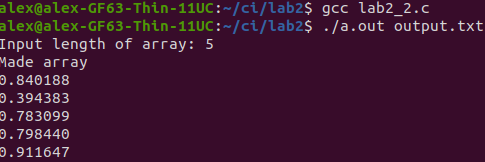 alex@alex-GF63-Thin-11UC:~/ci/lab2$ gcc lab2_2.c
alex@alex-GF63-Thin-11UC:~/ci/lab2$ ./a.out output.txt
Input length of array: 5
Made array
0.840188
0.394383
0.783099
0.798440
0.911647